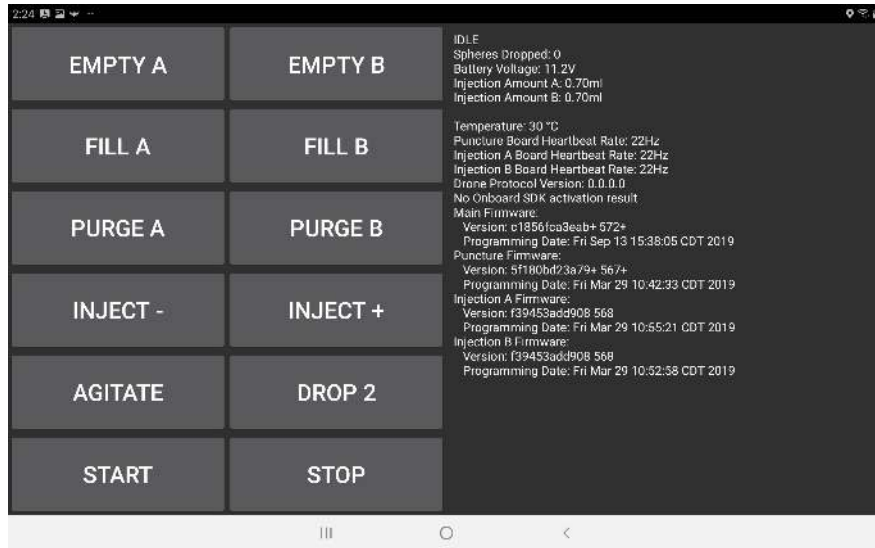 2:24
EMPTY A
EMPTY B
FILL A
FILL B
PURGE A
PURGE B
INJECT -
INJECT +
AGITATE
DROP 2
START
STOP
IDLE
Spheres Dropped: 0
Battery Voltage: 11.2V
Injection Amount A: 0.70ml
Injection Amount B: 0.70ml
Temperature: 30 °C
Puncture Board Heartbeat Rate: 22Hz
Injection A Board Heartbeat Rate: 22Hz
Injection B Board Heartbeat Rate: 22Hz
Drone Protocol Version: 0.0.0.0
No Onboard SDK activation result
Main Firmware:
Version: c1856fca3eab+ 572+
Programming Date: Fri Sep 13 15:38:05 CDT 2019
Puncture Firmware:
Version: 5f180bd23a79+ 567+
Programming Date: Fri Mar 29 10:42:33 CDT 2019
Injection A Firmware:
Version: f39453add908 568
Programming Date: Fri Mar 29 10:55:21 CDT 2019
Injection B Firmware:
Version: f39453add908 568
Programming Date: Fri Mar 29 10:52:58 CDT 2019